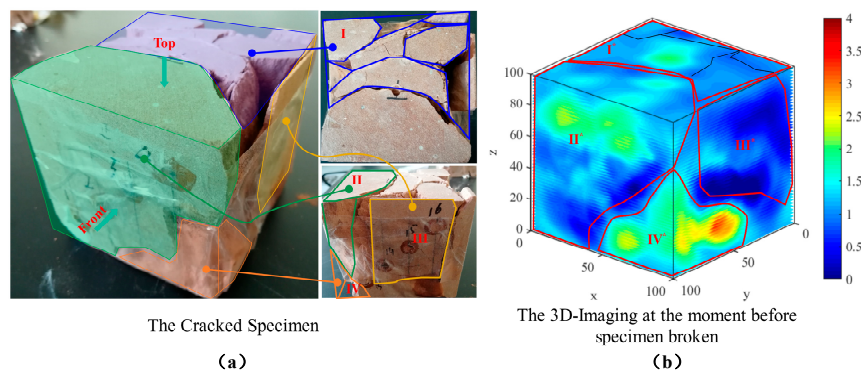 Top
Front
I
II
16
15
III
IV
The Cracked Specimen
(a)
I^
II^
III^
IV^
z
100
80
60
40
20
0
0
50
100
x
100
50
0
y
4
3.5
3
2.5
2
1.5
1
0.5
0
The 3D-Imaging at the moment before
specimen broken
(b)